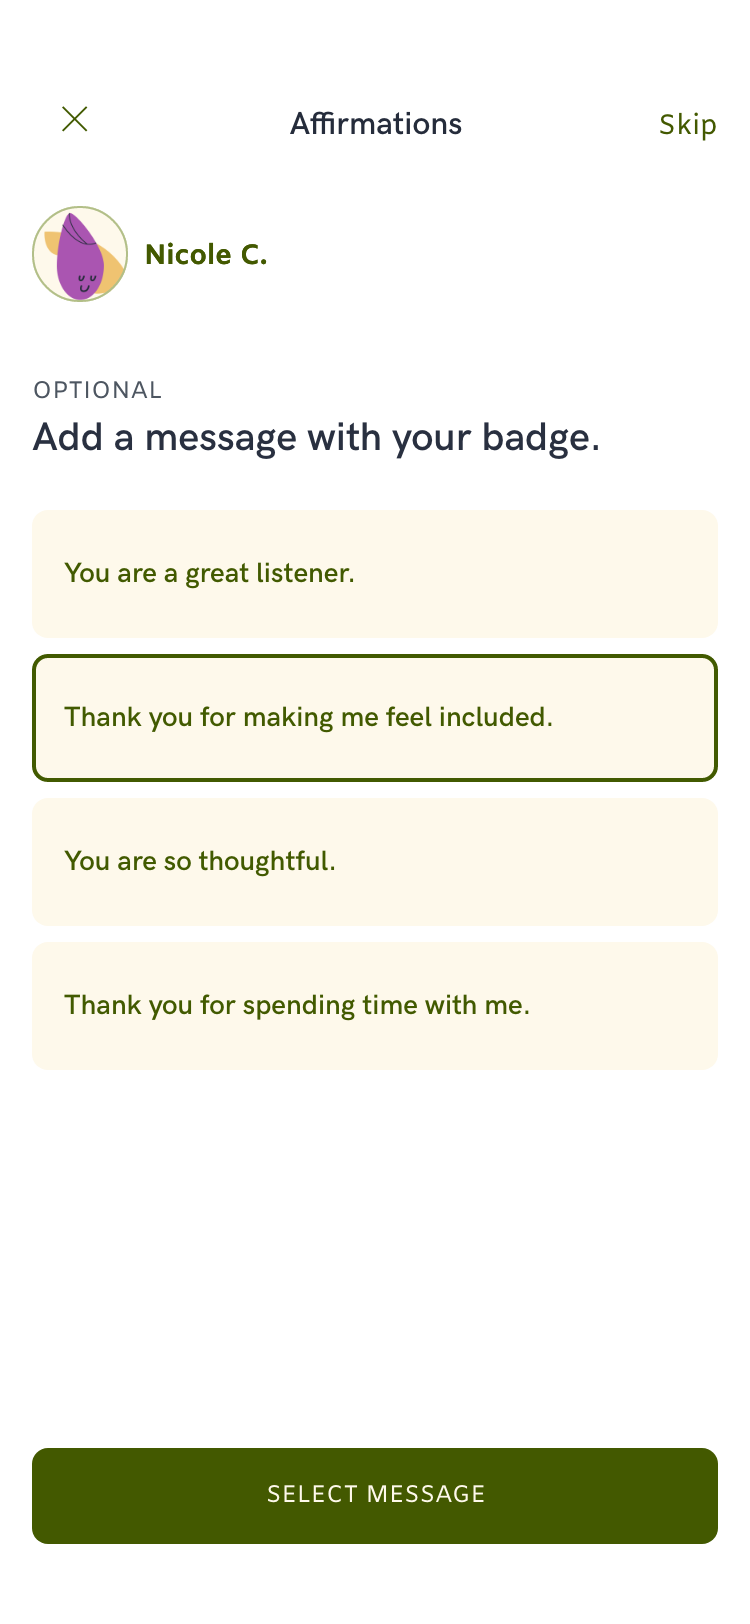 Affirmations
Skip
Nicole C.
OPTIONAL
Add a message with your badge.
You are a great listener.
Thank you for making me feel included.
You are so thoughtful.
Thank you for spending time with me.
SELECT MESSAGE